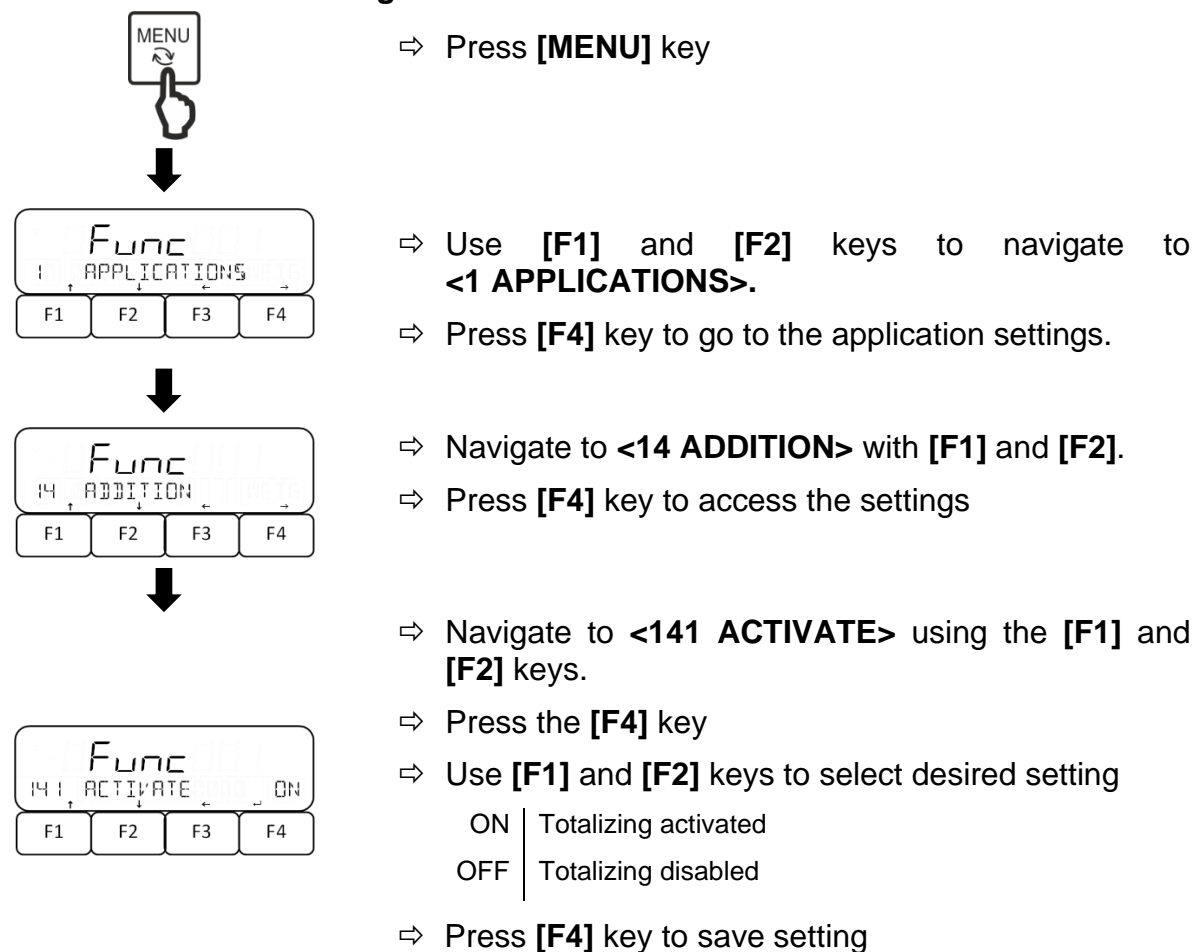 MENU
⇨ Press [MENU] key
Func
1 APPLICATIONS
↑ ↓ ← →
F1 F2 F3 F4
⇨ Use [F1] and [F2] keys to navigate to
<1 APPLICATIONS>.
⇨ Press [F4] key to go to the application settings.
Func
14 ADDITION
↑ ↓ ← →
F1 F2 F3 F4
⇨ Navigate to <14 ADDITION> with [F1] and [F2].
⇨ Press [F4] key to access the settings
⇨ Navigate to <141 ACTIVATE> using the [F1] and
[F2] keys.
⇨ Press the [F4] key
Func
141 ACTIVATE ON
↑ ↓ ← ↵
F1 F2 F3 F4
⇨ Use [F1] and [F2] keys to select desired setting
ON Totalizing activated
OFF Totalizing disabled
⇨ Press [F4] key to save setting